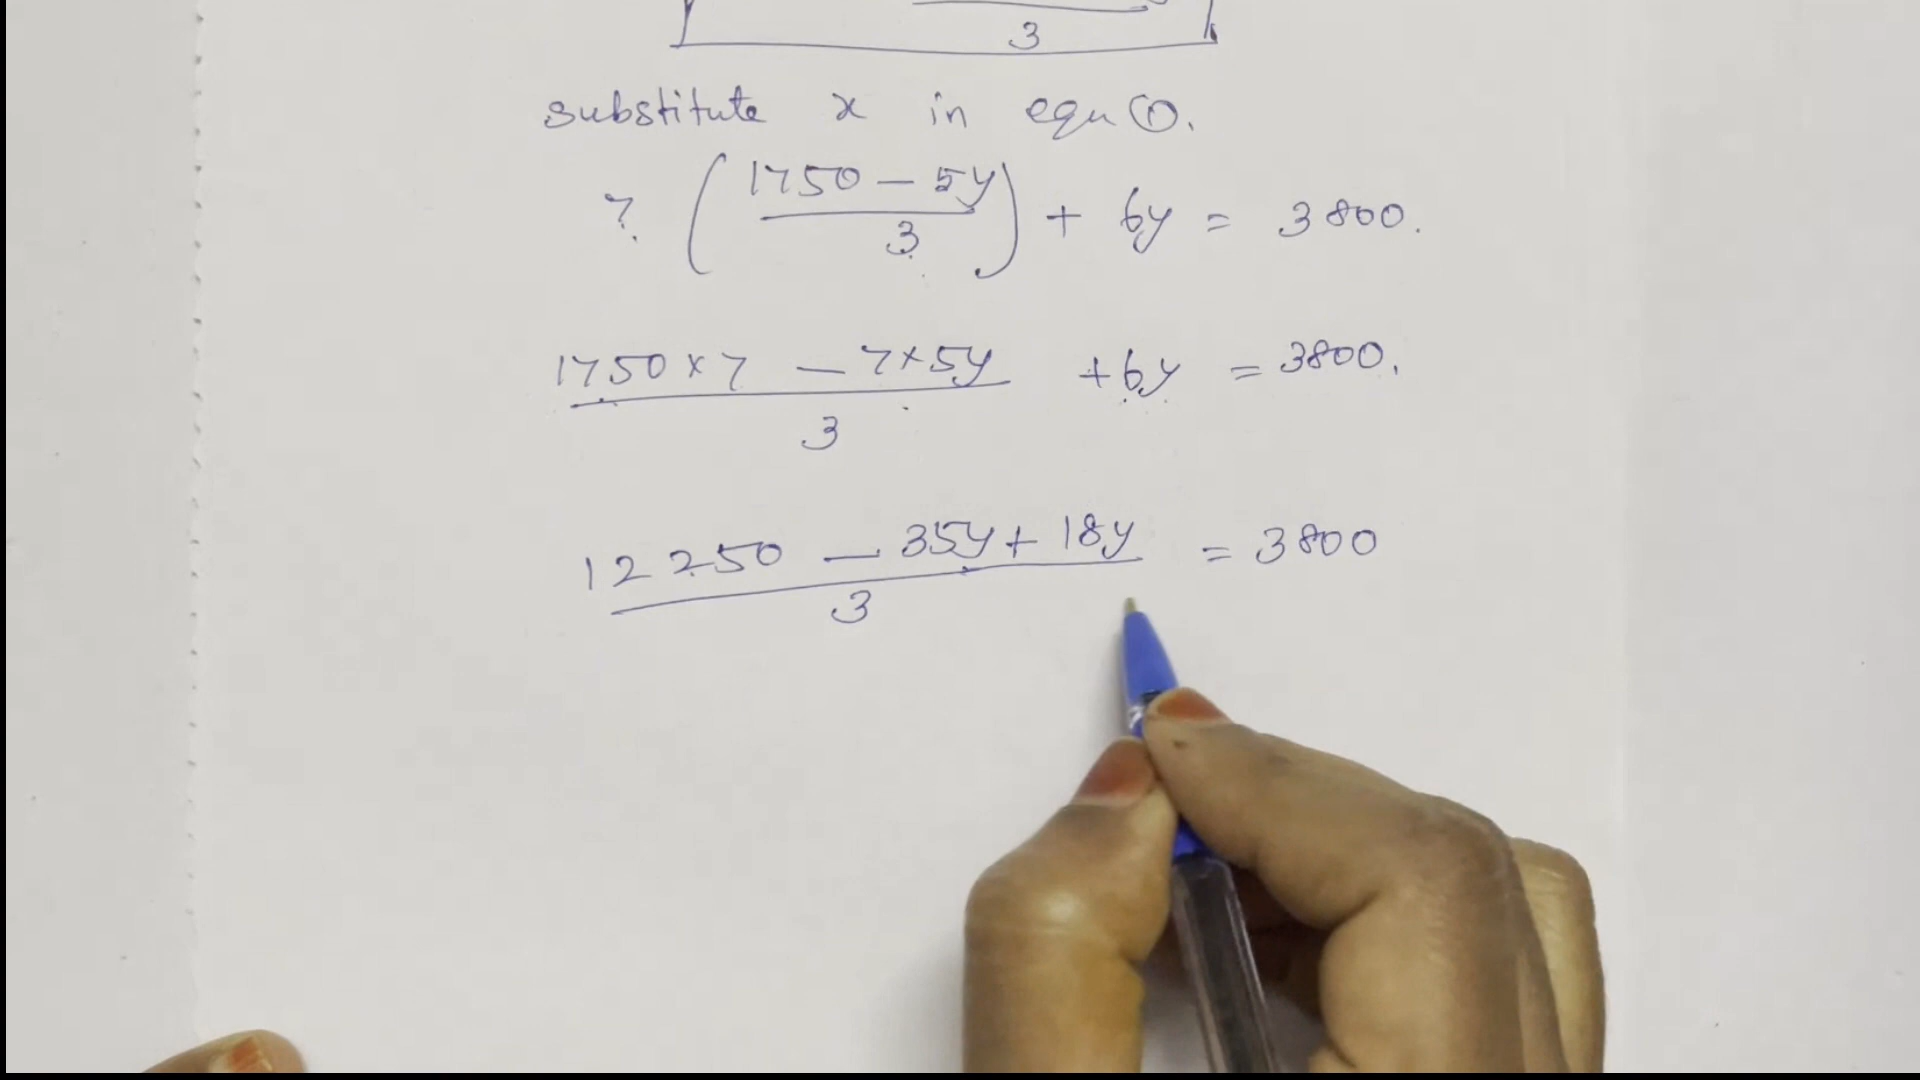 3
substitute x in equ ①.
7 ( (1750 - 5y) / 3 ) + 6y = 3800.
(1750 × 7 - 7 × 5y) / 3 + 6y = 3800.
(12250 - 35y + 18y) / 3 = 3800